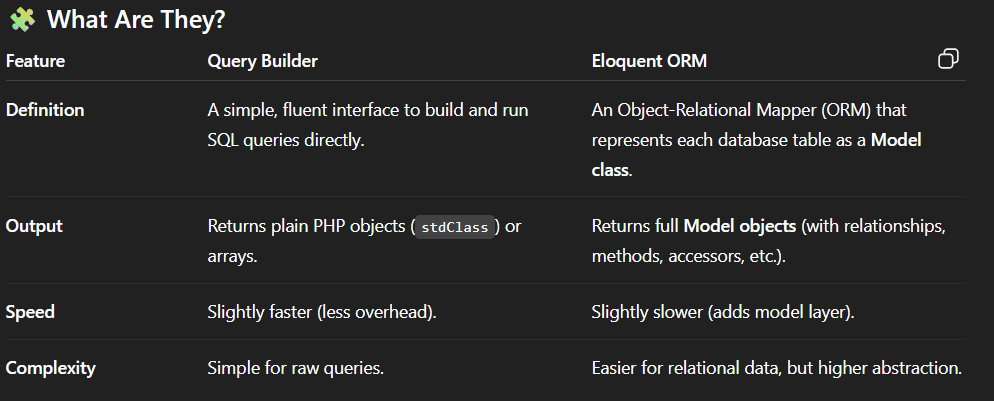 🧩 What Are They?
Feature Query Builder Eloquent ORM
Definition A simple, fluent interface to build and run An Object-Relational Mapper (ORM) that
SQL queries directly. represents each database table as a Model
class.
Output Returns plain PHP objects (stdClass) or Returns full Model objects (with relationships,
arrays. methods, accessors, etc.).
Speed Slightly faster (less overhead). Slightly slower (adds model layer).
Complexity Simple for raw queries. Easier for relational data, but higher abstraction.